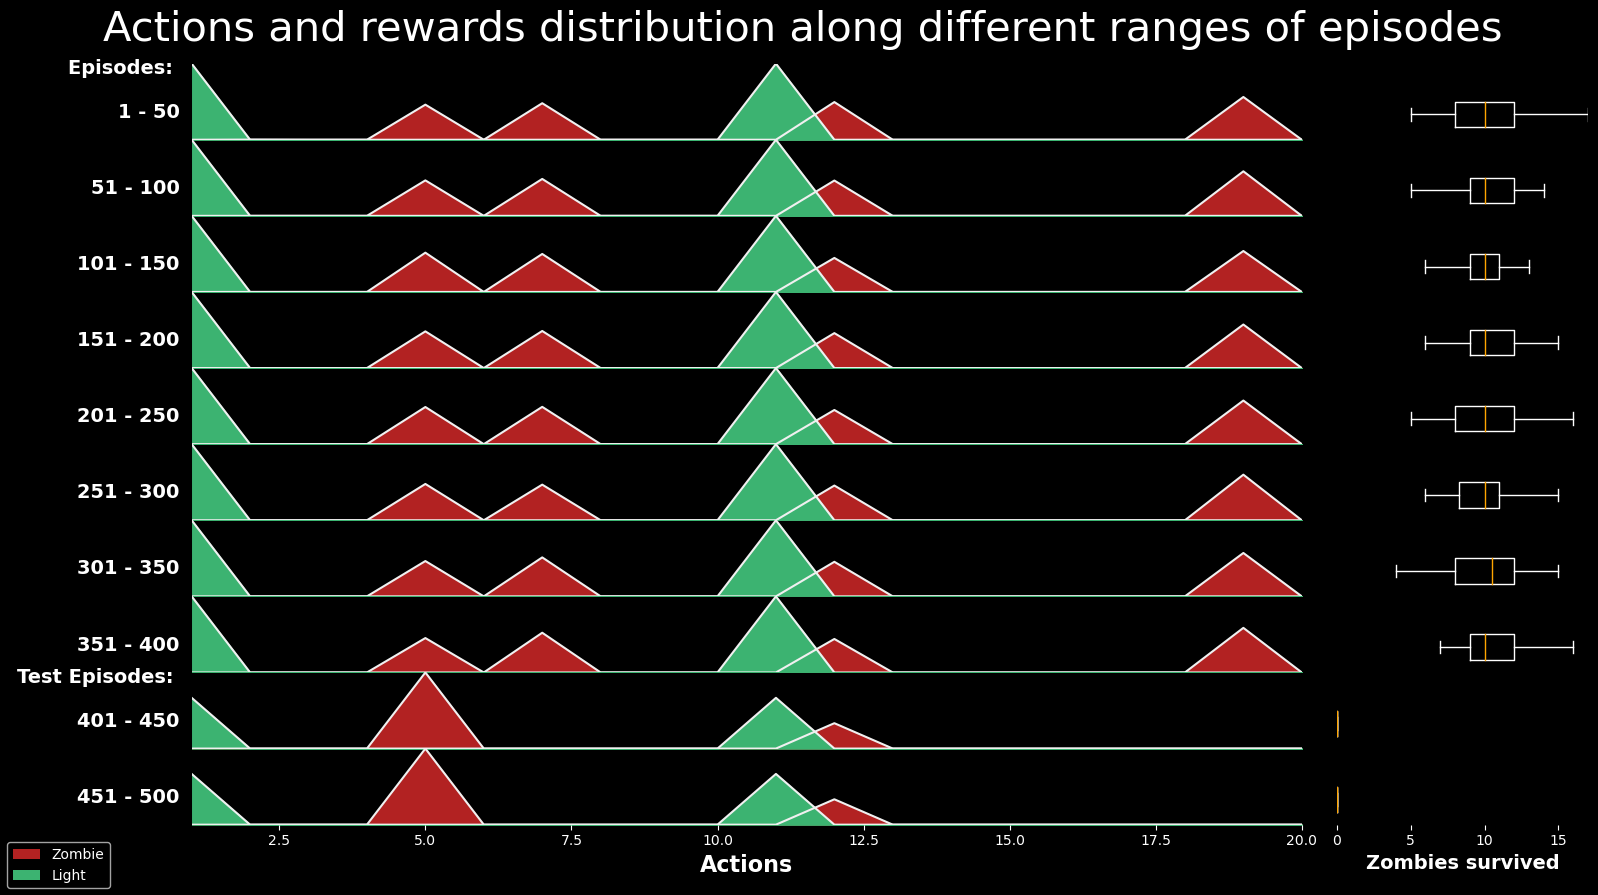 Actions and rewards distribution along different ranges of episodes
Episodes:
1 - 50
51 - 100
101 - 150
151 - 200
201 - 250
251 - 300
301 - 350
351 - 400
Test Episodes:
401 - 450
451 - 500
2.5 5.0 7.5 10.0 12.5 15.0 17.5 20.0 0 5 10 15
Actions
Zombies survived
Zombie
Light